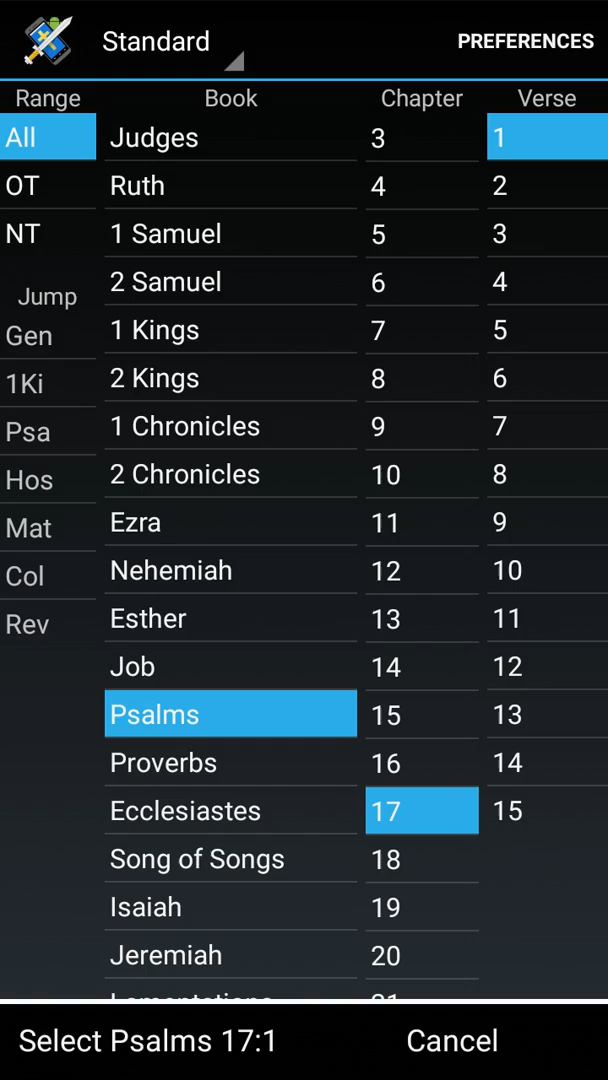 Standard
PREFERENCES
Range Book Chapter Verse
All Judges 3 1
OT Ruth 4 2
NT 1 Samuel 5 3
Jump 2 Samuel 6 4
Gen 1 Kings 7 5
1Ki 2 Kings 8 6
Psa 1 Chronicles 9 7
Hos 2 Chronicles 10 8
Mat Ezra 11 9
Col Nehemiah 12 10
Rev Esther 13 11
Job 14 12
Psalms 15 13
Proverbs 16 14
Ecclesiastes 17 15
Song of Songs 18
Isaiah 19
Jeremiah 20
Lamentations 21
Select Psalms 17:1 Cancel